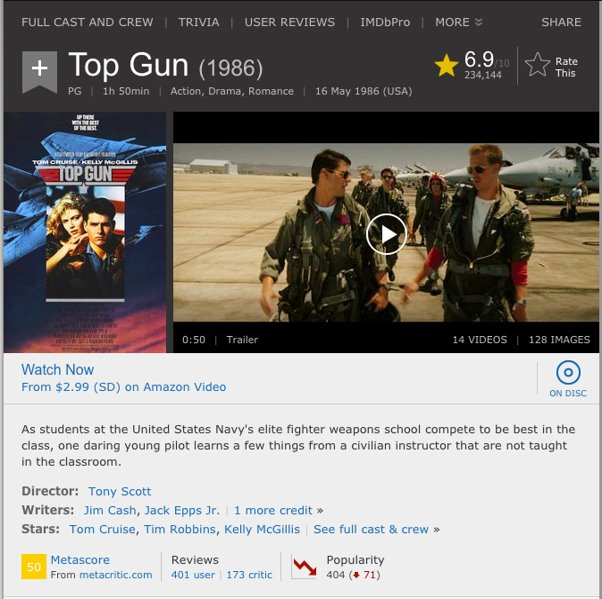 FULL CAST AND CREW | TRIVIA | USER REVIEWS | IMDbPro | MORE | SHARE
+ Top Gun (1986)
6.9/10
234,144
Rate
This
PG | 1h 50min | Action, Drama, Romance | 16 May 1986 (USA)
UP THERE
WITH THE BEST
OF THE BEST.
TOM CRUISE · KELLY McGILLIS
TOP GUN
0:50 | Trailer
14 VIDEOS | 128 IMAGES
Watch Now
From $2.99 (SD) on Amazon Video
ON DISC
As students at the United States Navy's elite fighter weapons school compete to be best in the
class, one daring young pilot learns a few things from a civilian instructor that are not taught
in the classroom.
Director: Tony Scott
Writers: Jim Cash, Jack Epps Jr. | 1 more credit »
Stars: Tom Cruise, Tim Robbins, Kelly McGillis | See full cast & crew »
50 Metascore
From metacritic.com
Reviews
401 user | 173 critic
Popularity
404 (71)